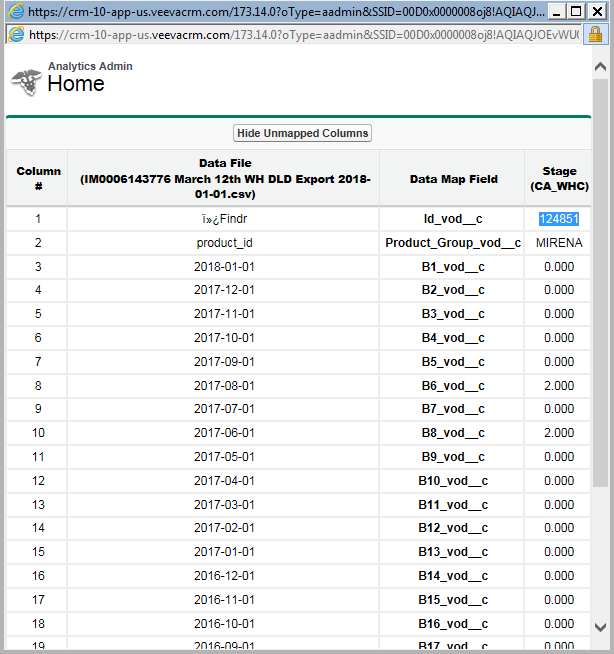 https://crm-10-app-us.veevacrm.com/173.14.0?oType=aadmin&SSID=00D0x0000008oj8!AQIAQJ...
https://crm-10-app-us.veevacrm.com/173.14.0?oType=aadmin&SSID=00D0x0000008oj8!AQIAQJOEvWU
Analytics Admin
Home
Hide Unmapped Columns
Column # Data File (IM0006143776 March 12th WH DLD Export 2018-01-01.csv) Data Map Field Stage (CA_WHC)
1 ï»¿Findr Id_vod__c 124851
2 product_id Product_Group_vod__c MIRENA
3 2018-01-01 B1_vod__c 0.000
4 2017-12-01 B2_vod__c 0.000
5 2017-11-01 B3_vod__c 0.000
6 2017-10-01 B4_vod__c 0.000
7 2017-09-01 B5_vod__c 0.000
8 2017-08-01 B6_vod__c 2.000
9 2017-07-01 B7_vod__c 0.000
10 2017-06-01 B8_vod__c 2.000
11 2017-05-01 B9_vod__c 0.000
12 2017-04-01 B10_vod__c 0.000
13 2017-03-01 B11_vod__c 0.000
14 2017-02-01 B12_vod__c 0.000
15 2017-01-01 B13_vod__c 0.000
16 2016-12-01 B14_vod__c 0.000
17 2016-11-01 B15_vod__c 0.000
18 2016-10-01 B16_vod__c 0.000
19 2016-09-01 B17_vod__c 0.000